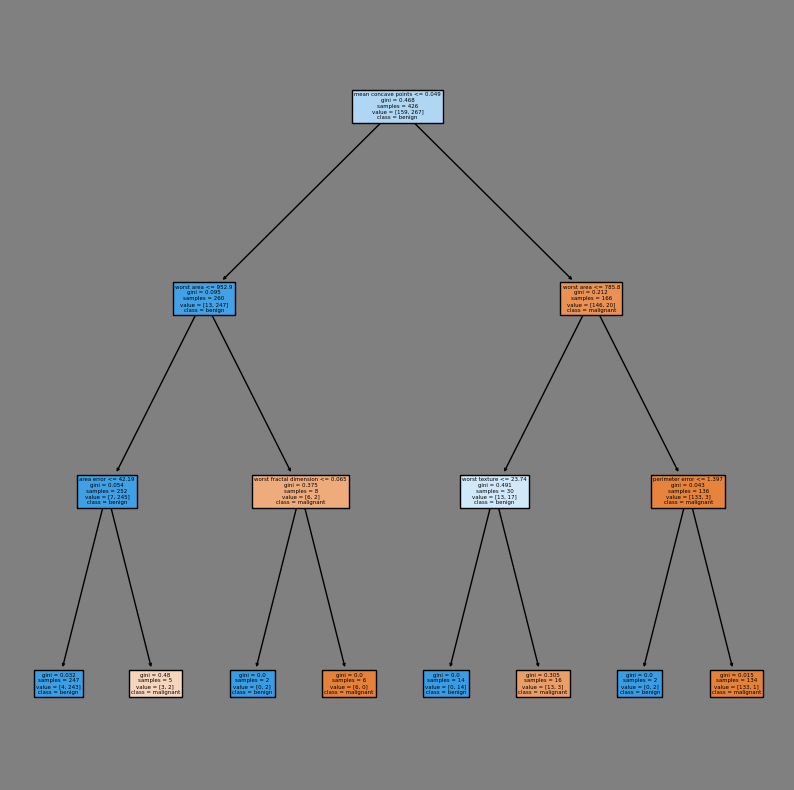 mean concave points <= 0.049
gini = 0.468
samples = 426
value = [159, 267]
class = benign
worst area <= 952.9
gini = 0.095
samples = 260
value = [13, 247]
class = benign
worst area <= 785.8
gini = 0.212
samples = 166
value = [146, 20]
class = malignant
area error <= 42.19
gini = 0.054
samples = 252
value = [7, 245]
class = benign
worst fractal dimension <= 0.065
gini = 0.375
samples = 8
value = [6, 2]
class = malignant
worst texture <= 23.74
gini = 0.491
samples = 30
value = [13, 17]
class = benign
perimeter error <= 1.397
gini = 0.043
samples = 136
value = [133, 3]
class = malignant
gini = 0.032
samples = 247
value = [4, 243]
class = benign
gini = 0.48
samples = 5
value = [3, 2]
class = malignant
gini = 0.0
samples = 2
value = [0, 2]
class = benign
gini = 0.0
samples = 6
value = [6, 0]
class = malignant
gini = 0.0
samples = 14
value = [0, 14]
class = benign
gini = 0.305
samples = 16
value = [13, 3]
class = malignant
gini = 0.0
samples = 2
value = [0, 2]
class = benign
gini = 0.015
samples = 134
value = [133, 1]
class = malignant